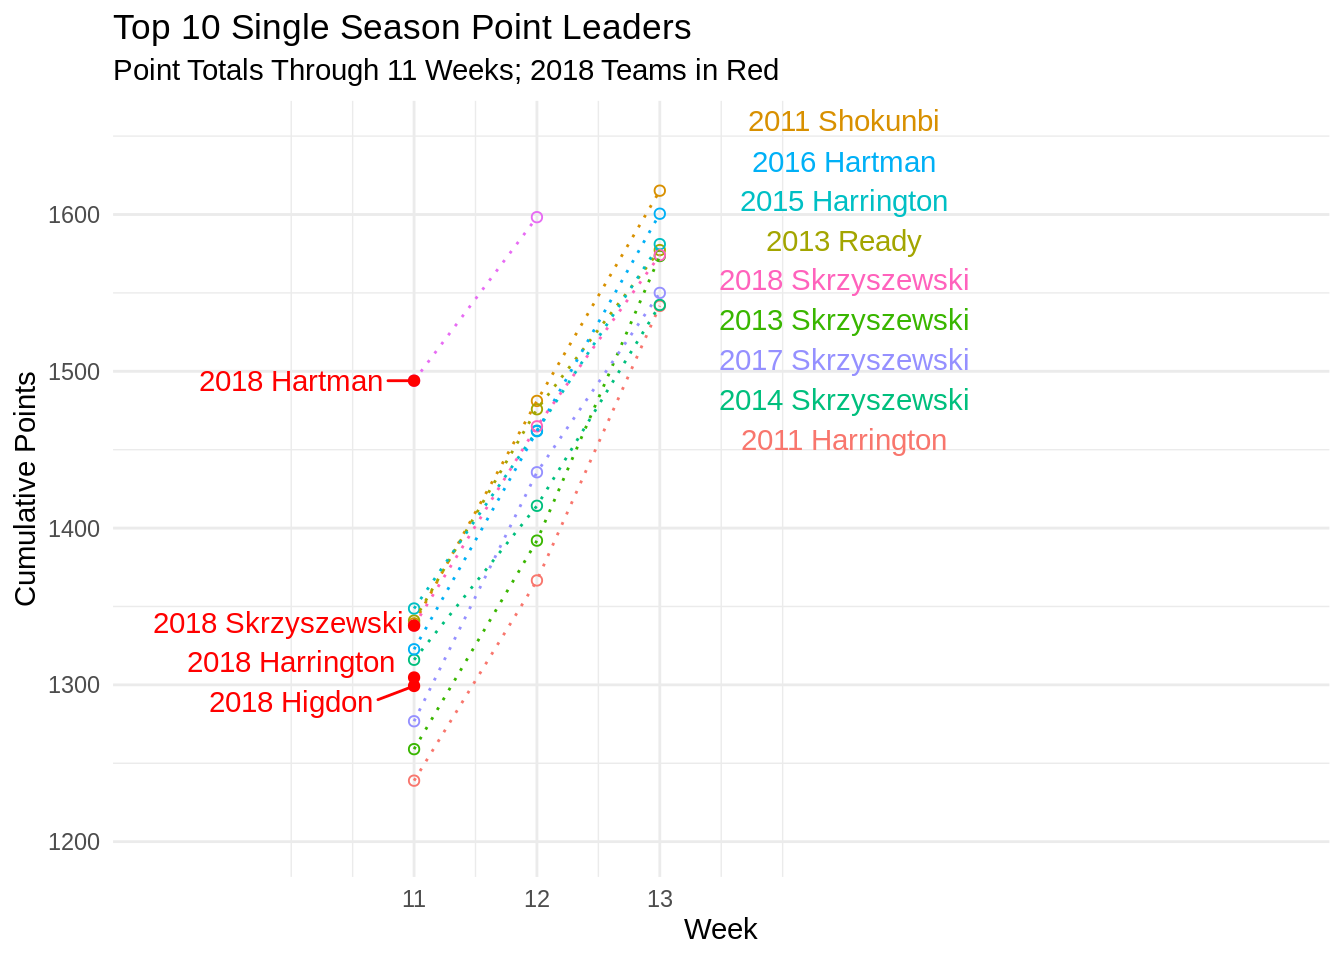 Top 10 Single Season Point Leaders
Point Totals Through 11 Weeks; 2018 Teams in Red
2011 Shokunbi
2016 Hartman
2015 Harrington
2013 Ready
2018 Skrzyszewski
2013 Skrzyszewski
2017 Skrzyszewski
2014 Skrzyszewski
2011 Harrington
2018 Hartman
2018 Skrzyszewski
2018 Harrington
2018 Higdon
Cumulative Points
1600
1500
1400
1300
1200
11 12 13
Week